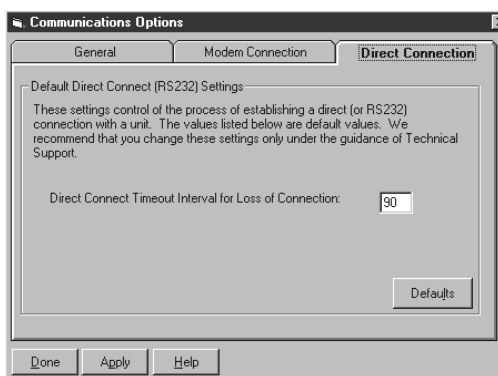 Communications Options
General
Modem Connection
Direct Connection
Default Direct Connect (RS232) Settings
These settings control of the process of establishing a direct (or RS232)
connection with a unit. The values listed below are default values. We
recommend that you change these settings only under the guidance of Technical
Support.
Direct Connect Timeout Interval for Loss of Connection:
90
Defaults
Done
Apply
Help